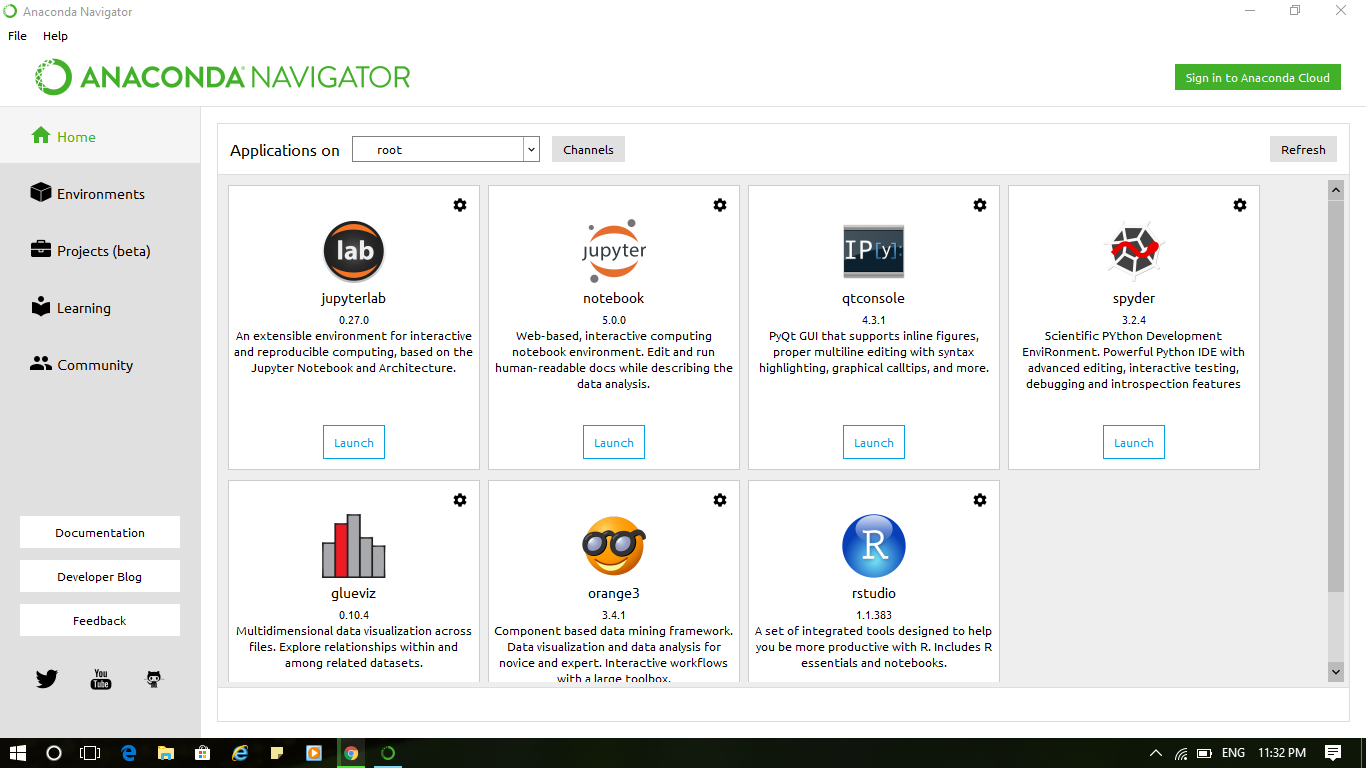 Anaconda Navigator
File Help
ANACONDA NAVIGATOR
Sign in to Anaconda Cloud
Home
Environments
Projects (beta)
Learning
Community
Documentation
Developer Blog
Feedback
You
Tube
Applications on root Channels Refresh
lab
jupyterlab
0.27.0
An extensible environment for interactive
and reproducible computing, based on the
Jupyter Notebook and Architecture.
Launch
jupyter
notebook
5.0.0
Web-based, interactive computing
notebook environment. Edit and run
human-readable docs while describing the
data analysis.
Launch
IP[y]:
qtconsole
4.3.1
PyQt GUI that supports inline figures,
proper multiline editing with syntax
highlighting, graphical calltips, and more.
Launch
spyder
3.2.4
Scientific PYthon Development
EnviRonment. Powerful Python IDE with
advanced editing, interactive testing,
debugging and introspection features
Launch
glueviz
0.10.4
Multidimensional data visualization across
files. Explore relationships within and
among related datasets.
orange3
3.4.1
Component based data mining framework.
Data visualization and data analysis for
novice and expert. Interactive workflows
with a large toolbox.
R
rstudio
1.1.383
A set of integrated tools designed to help
you be more productive with R. Includes R
essentials and notebooks.
ENG 11:32 PM